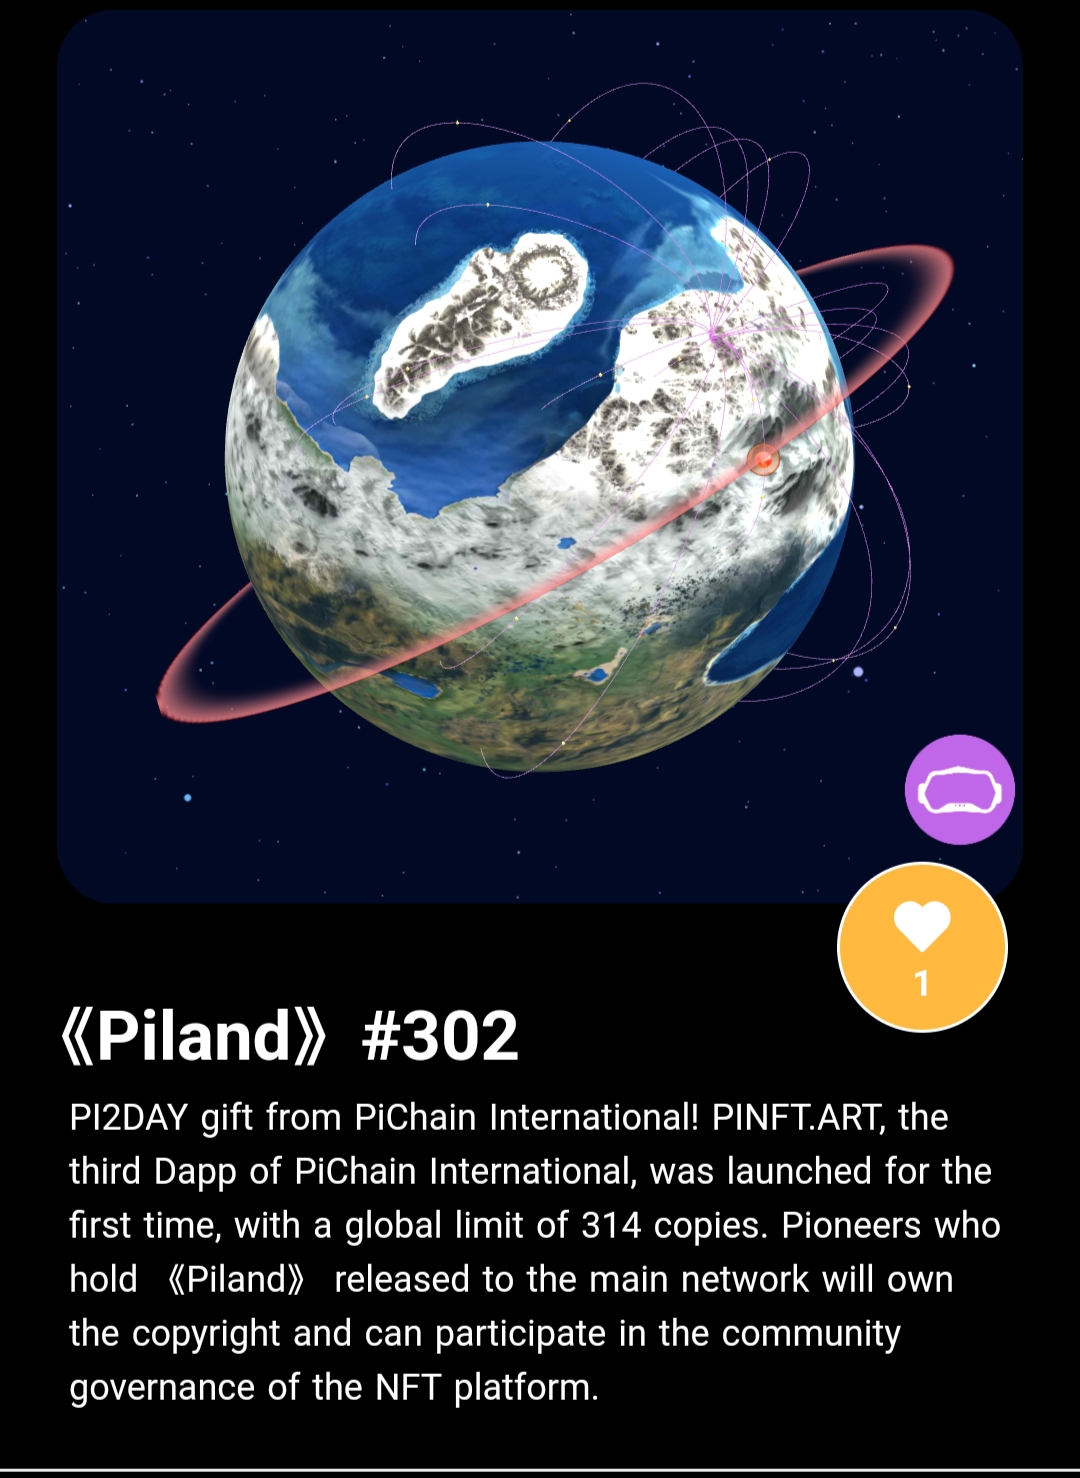 1
《Piland》 #302
PI2DAY gift from PiChain International! PINFT.ART, the
third Dapp of PiChain International, was launched for the
first time, with a global limit of 314 copies. Pioneers who
hold 《Piland》 released to the main network will own
the copyright and can participate in the community
governance of the NFT platform.